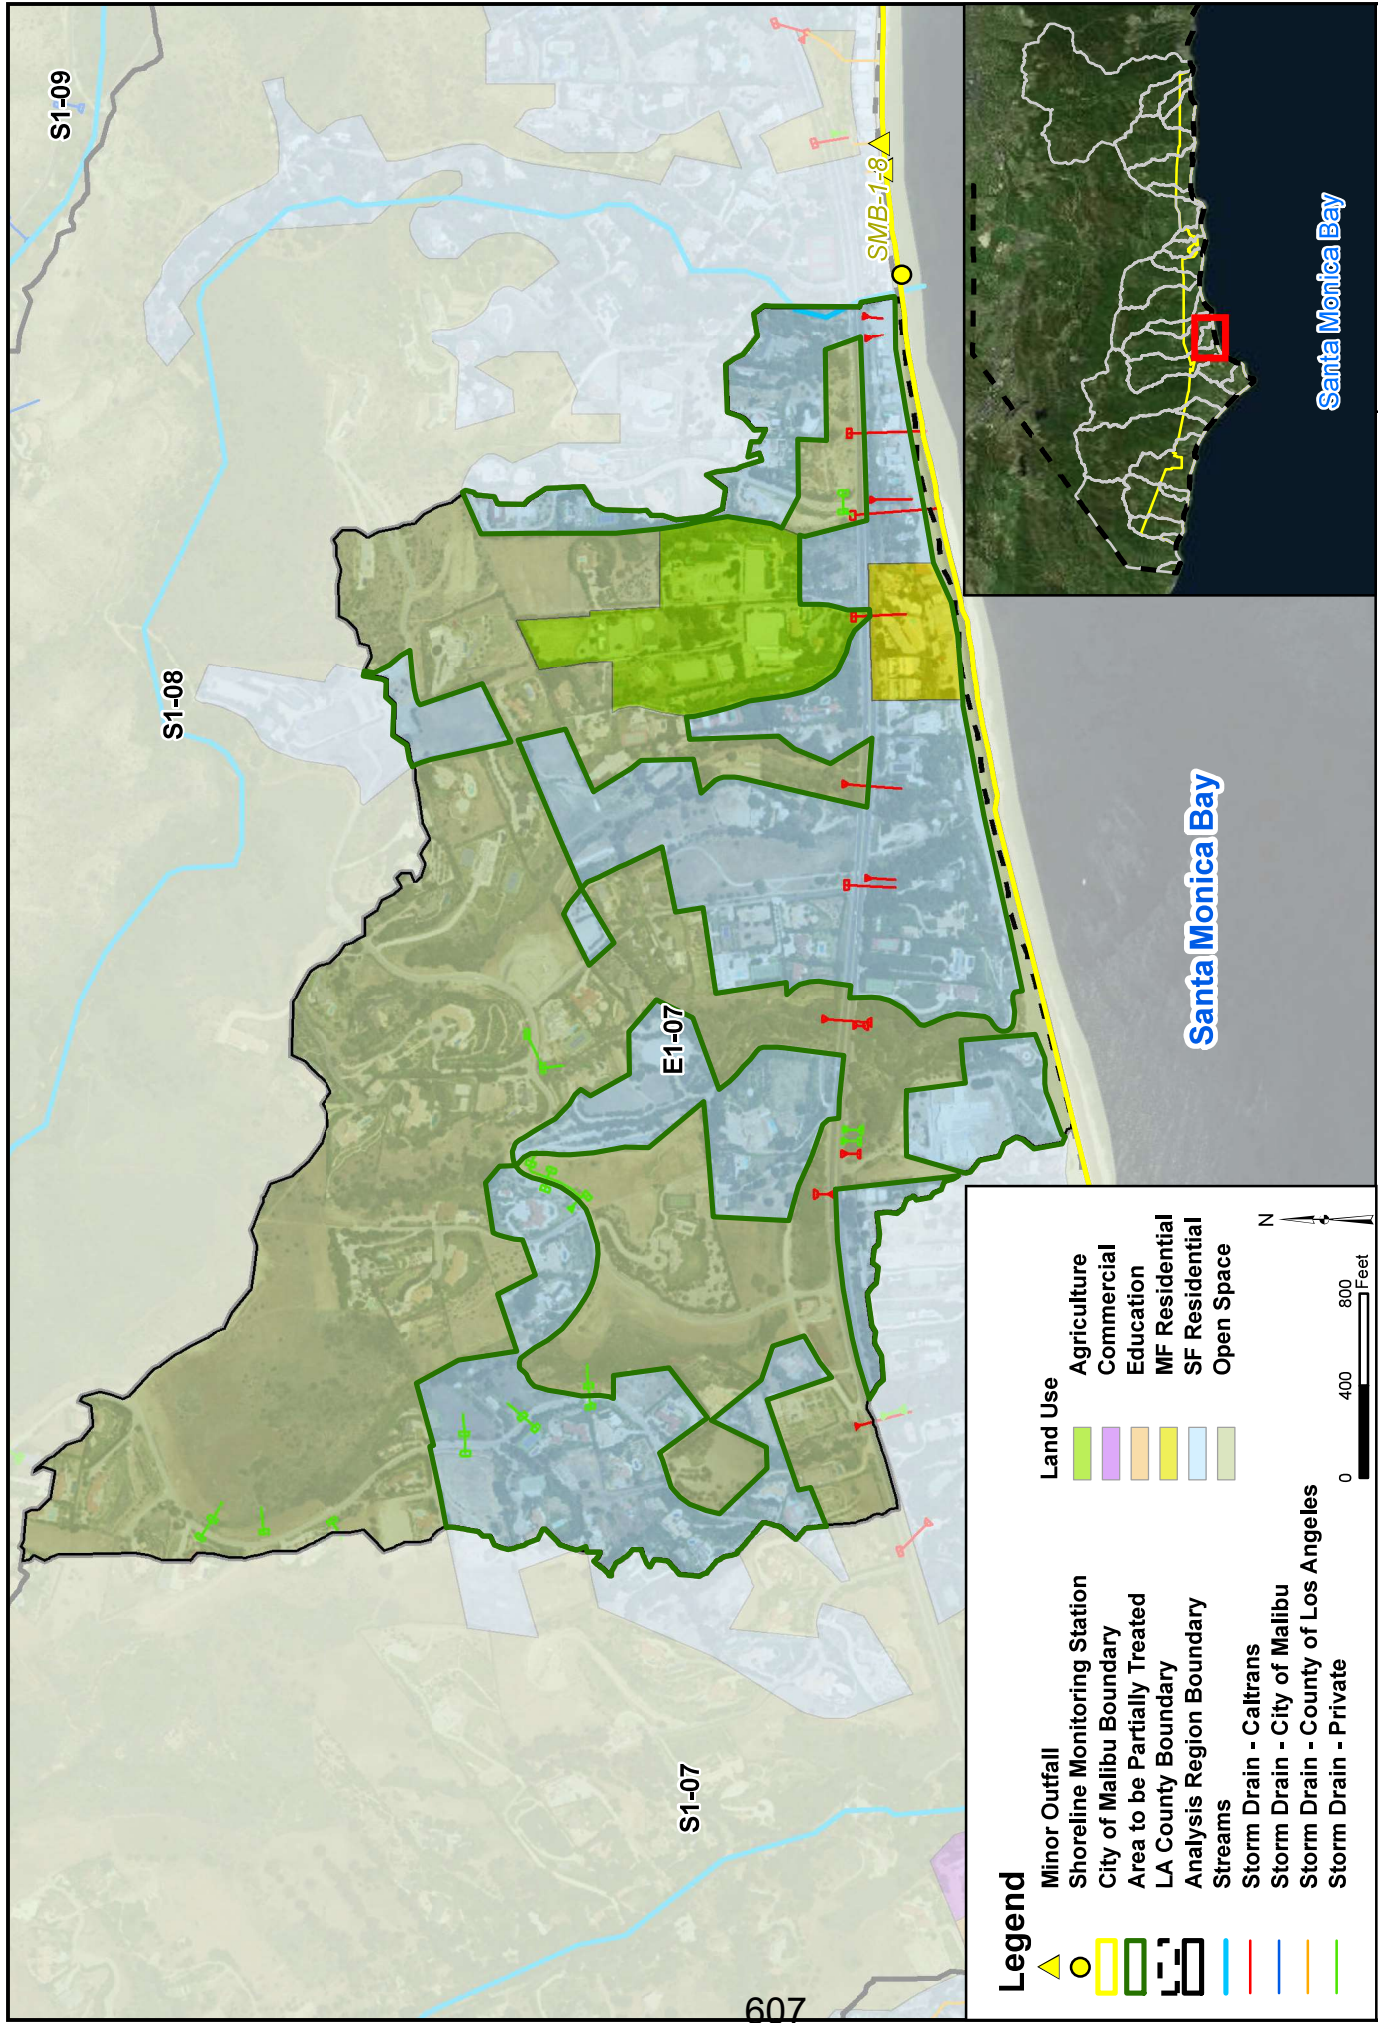 S1-09
S1-08
SMB-1-8
E1-07
S1-07
Santa Monica Bay
Santa Monica Bay
Legend
Minor Outfall
Shoreline Monitoring Station
City of Malibu Boundary
Area to be Partially Treated
LA County Boundary
Analysis Region Boundary
Streams
Storm Drain - Caltrans
Storm Drain - City of Malibu
Storm Drain - County of Los Angeles
Storm Drain - Private
Land Use
Agriculture
Commercial
Education
MF Residential
SF Residential
Open Space
N
0 400 800
Feet
607